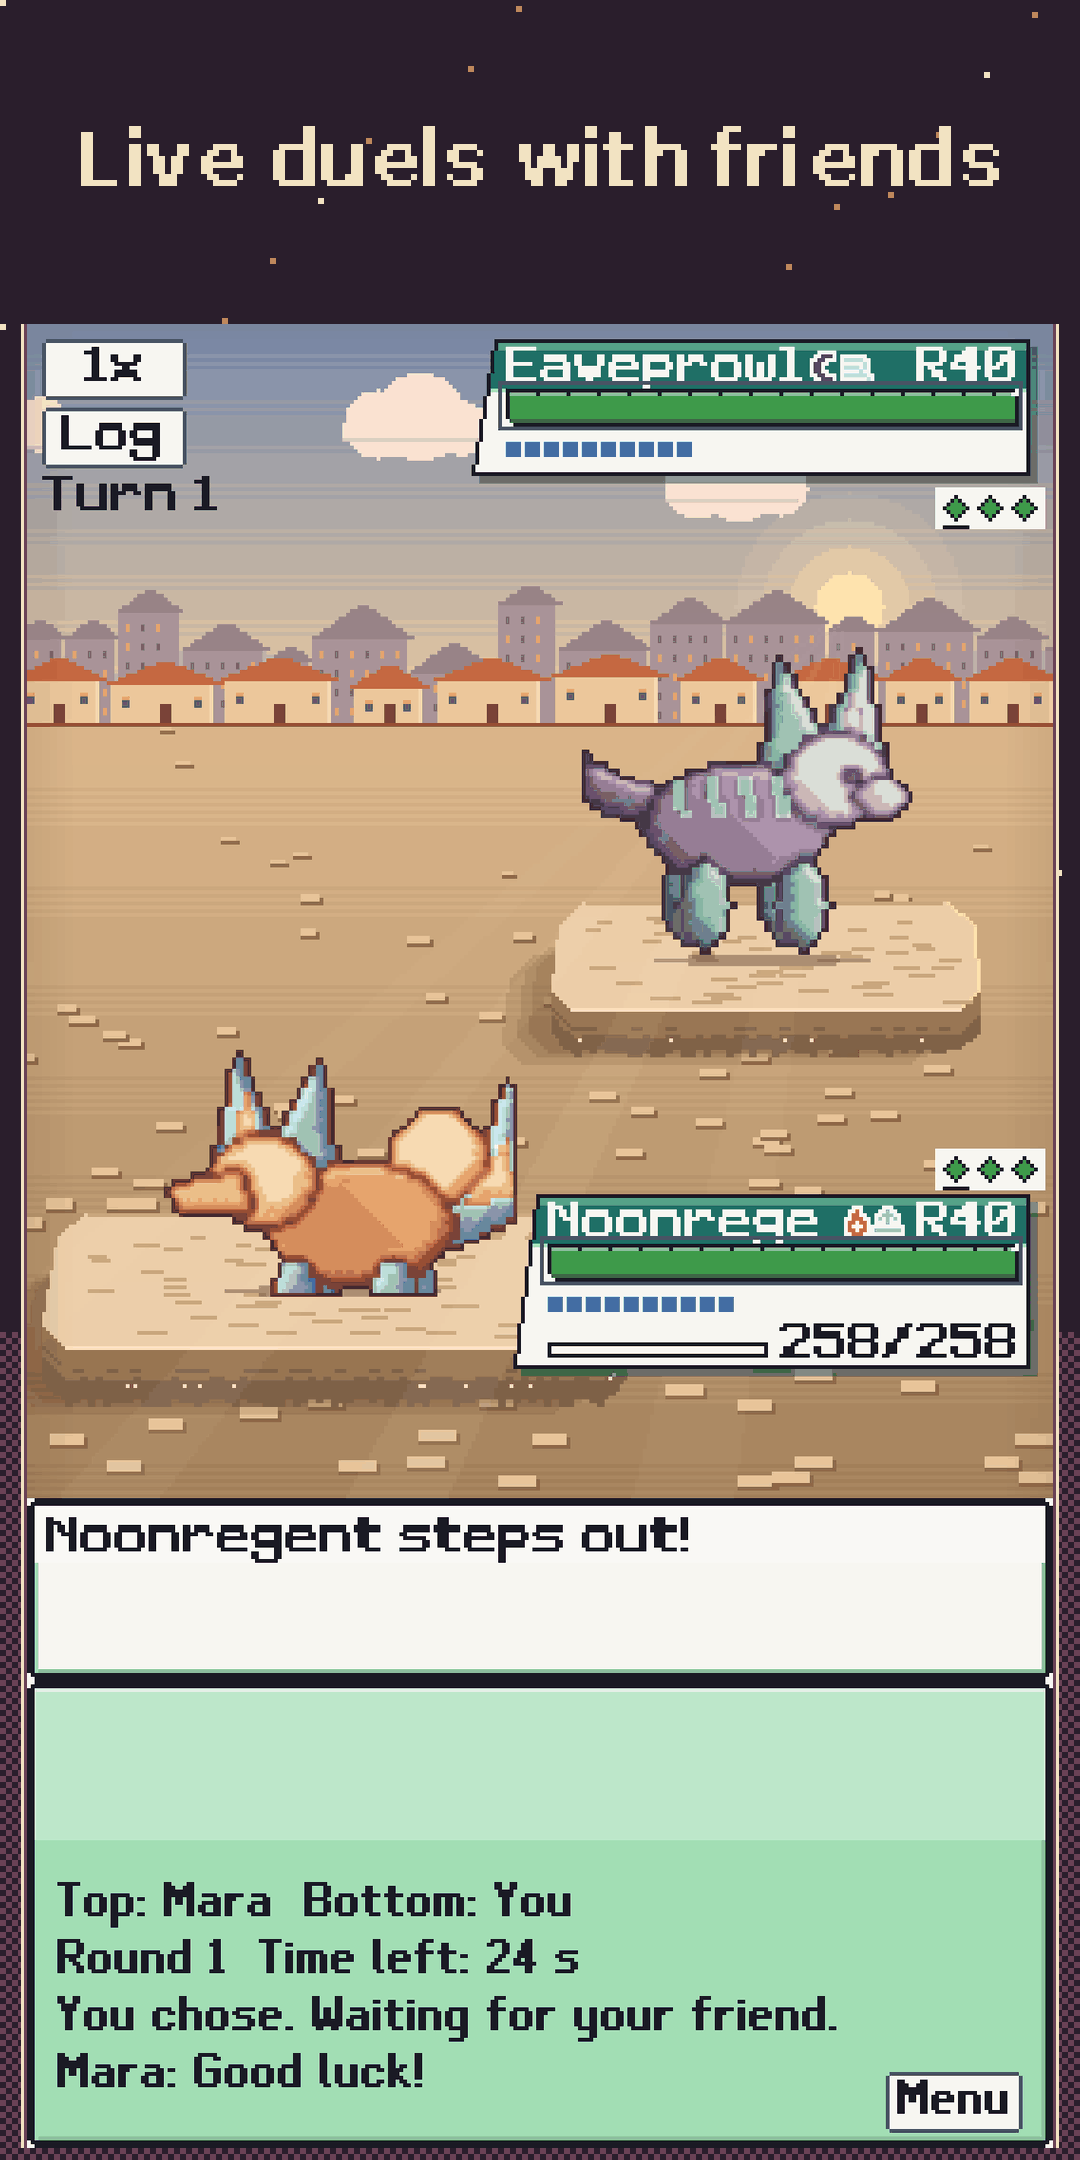 Live duels with friends
1x
Eaveprowl R40
Log
Turn 1
Noonrege R40
258/258
Noonregent steps out!
Top: Mara Bottom: You
Round 1 Time left: 24 s
You chose. Waiting for your friend.
Mara: Good luck!
Menu